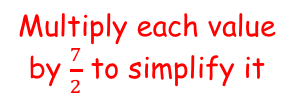 Multiply each value
by 7/2 to simplify it